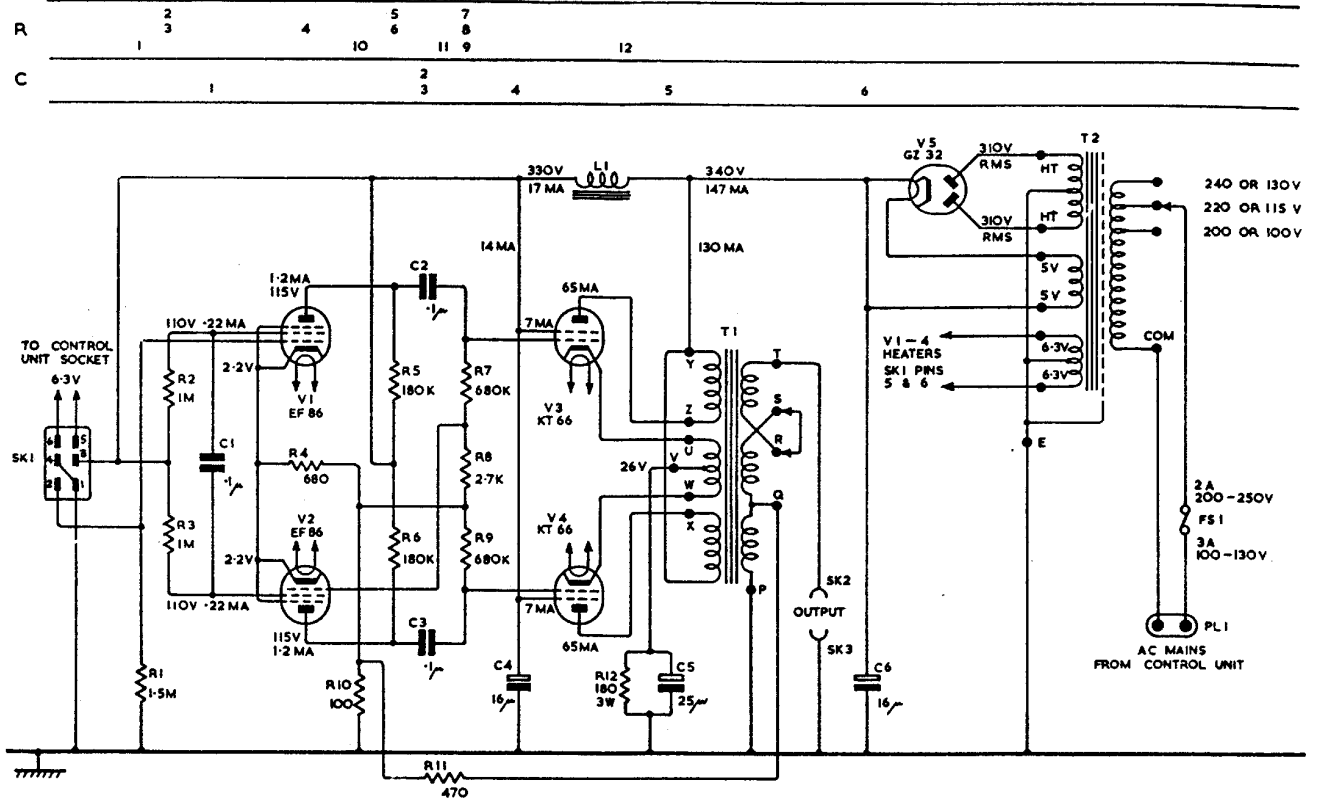 R
2 5 7
3 4 6 8
1 10 11 9 12
C
2
1 3 4 5 6
330V
17 MA
L1
340V
147 MA
V5
GZ 32
310V
RMS
HT
T2
310V
RMS
HT
240 OR 130V
220 OR 115 V
200 OR 100V
14MA
130 MA
5V
5V
1·2MA
115V
C2
·1μ
65MA
7MA
T1
110V ·22 MA
TO CONTROL
UNIT SOCKET
6·3V
2·2V
V1
EF 86
R2
1M
R5
180K
R7
680K
V3
KT 66
Y
Z
U
T
S
R
V1-4
HEATERS
SK1 PINS
5 & 6
6·3V
6·3V
COM
SK1
6 5
4 3
2 1
C1
·1μ
R4
680
R8
2·7K
26V
V
W
X
Q
E
R3
1M
V2
EF86
2·2V
R6
180K
R9
680K
V4
KT 66
2A
200-250V
FS1
3A
100-130V
110V ·22 MA
115V
1·2 MA
C3
·1μ
7MA
65MA
P
SK2
OUTPUT
SK3
PL1
AC MAINS
FROM CONTROL UNIT
R1
1·5M
R10
100
C4
16μ
R12
180
3W
C5
25μ
C6
16μ
R11
470